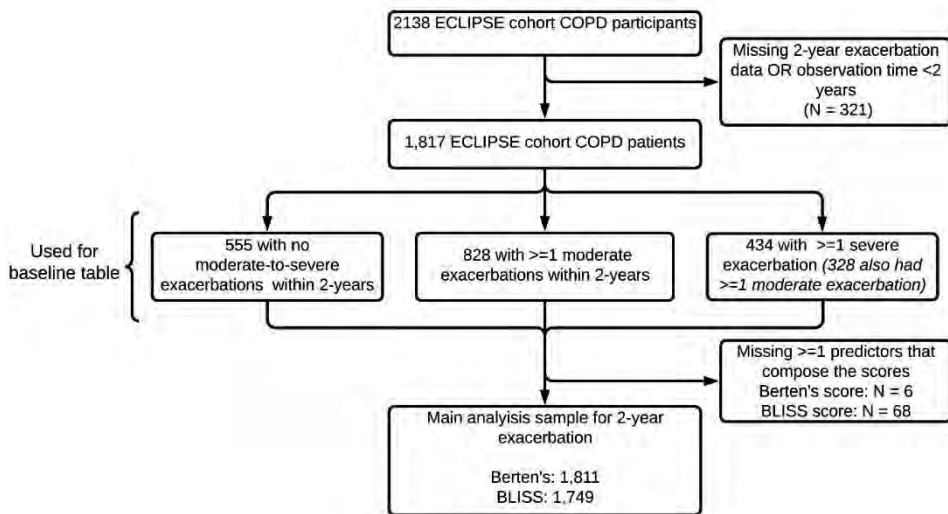 2138 ECLIPSE cohort COPD participants
Missing 2-year exacerbation
data OR observation time <2
years
(N = 321)
1,817 ECLIPSE cohort COPD patients
Used for
baseline table
555 with no
moderate-to-severe
exacerbations within 2-years
828 with >=1 moderate
exacerbations within 2-years
434 with >=1 severe
exacerbation (328 also had
>=1 moderate exacerbation)
Missing >=1 predictors that
compose the scores
Berten's score: N = 6
BLISS score: N = 68
Main analyisis sample for 2-year
exacerbation
Berten's: 1,811
BLISS: 1,749